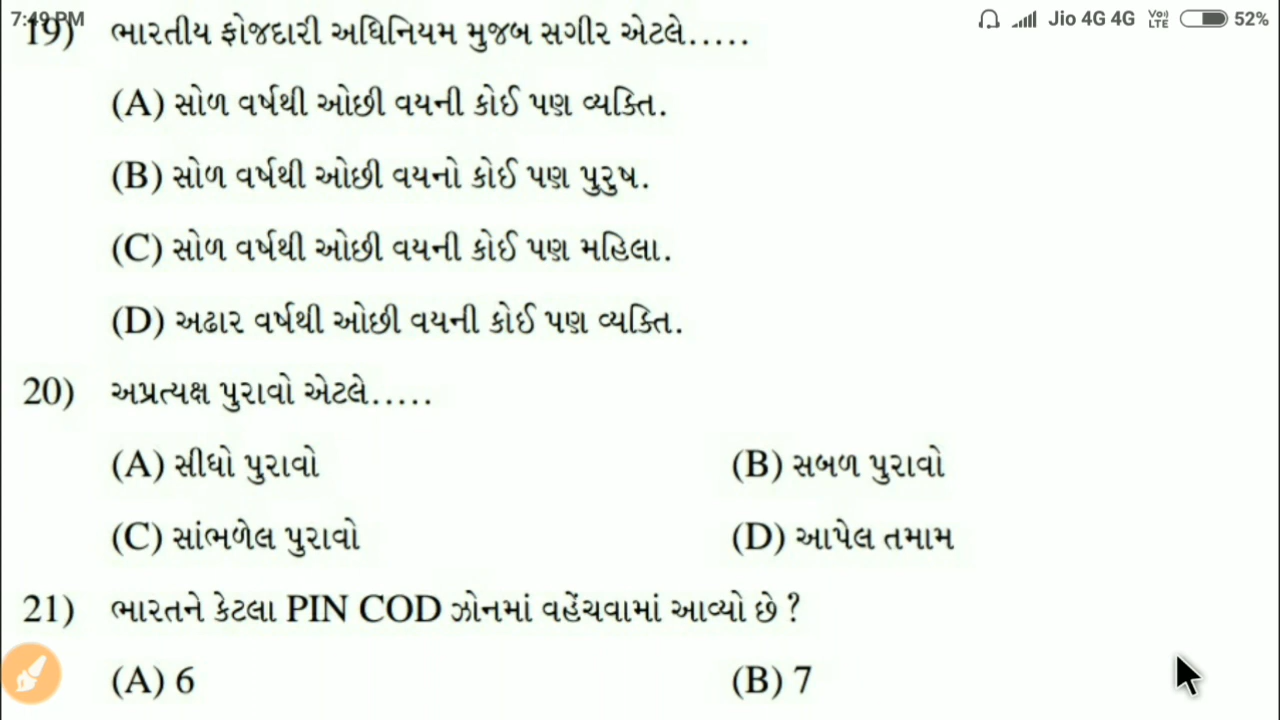 7:49 PM Jio 4G 4G VoLTE 52%
19) ભારતીય ફોજદારી અધિનિયમ મુજબ સગીર એટલે.....
(A) સોળ વર્ષથી ઓછી વયની કોઈ પણ વ્યક્તિ.
(B) સોળ વર્ષથી ઓછી વયનો કોઈ પણ પુરુષ.
(C) સોળ વર્ષથી ઓછી વયની કોઈ પણ મહિલા.
(D) અઢાર વર્ષથી ઓછી વયની કોઈ પણ વ્યક્તિ.
20) અપ્રત્યક્ષ પુરાવો એટલે.....
(A) સીધો પુરાવો (B) સબળ પુરાવો
(C) સાંભળેલ પુરાવો (D) આપેલ તમામ
21) ભારતને કેટલા PIN COD ઝોનમાં વહેંચવામાં આવ્યો છે ?
(A) 6 (B) 7